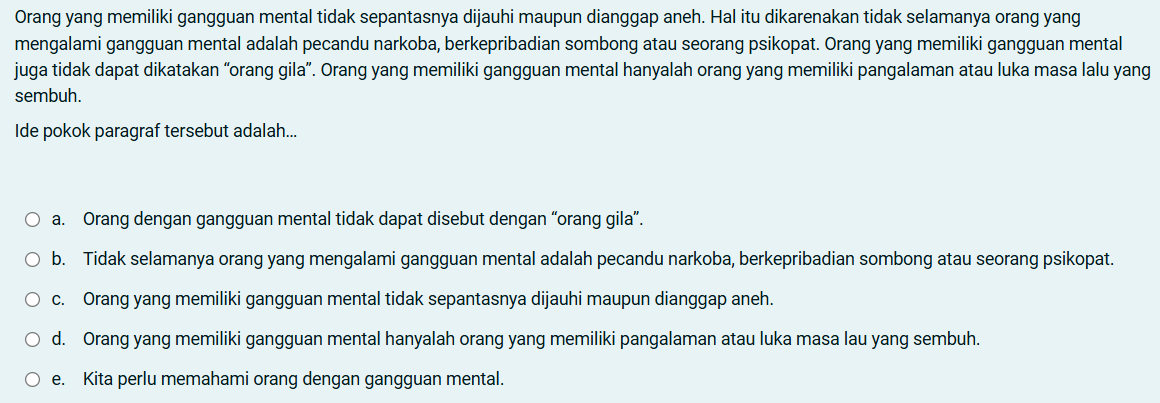 Orang yang memiliki gangguan mental tidak sepantasnya dijauhi maupun dianggap aneh. Hal itu dikarenakan tidak selamanya orang yang
mengalami gangguan mental adalah pecandu narkoba, berkepribadian sombong atau seorang psikopat. Orang yang memiliki gangguan mental
juga tidak dapat dikatakan “orang gila”. Orang yang memiliki gangguan mental hanyalah orang yang memiliki pangalaman atau luka masa lalu yang
sembuh.
Ide pokok paragraf tersebut adalah...
a. Orang dengan gangguan mental tidak dapat disebut dengan “orang gila”.
b. Tidak selamanya orang yang mengalami gangguan mental adalah pecandu narkoba, berkepribadian sombong atau seorang psikopat.
c. Orang yang memiliki gangguan mental tidak sepantasnya dijauhi maupun dianggap aneh.
d. Orang yang memiliki gangguan mental hanyalah orang yang memiliki pangalaman atau luka masa lau yang sembuh.
e. Kita perlu memahami orang dengan gangguan mental.